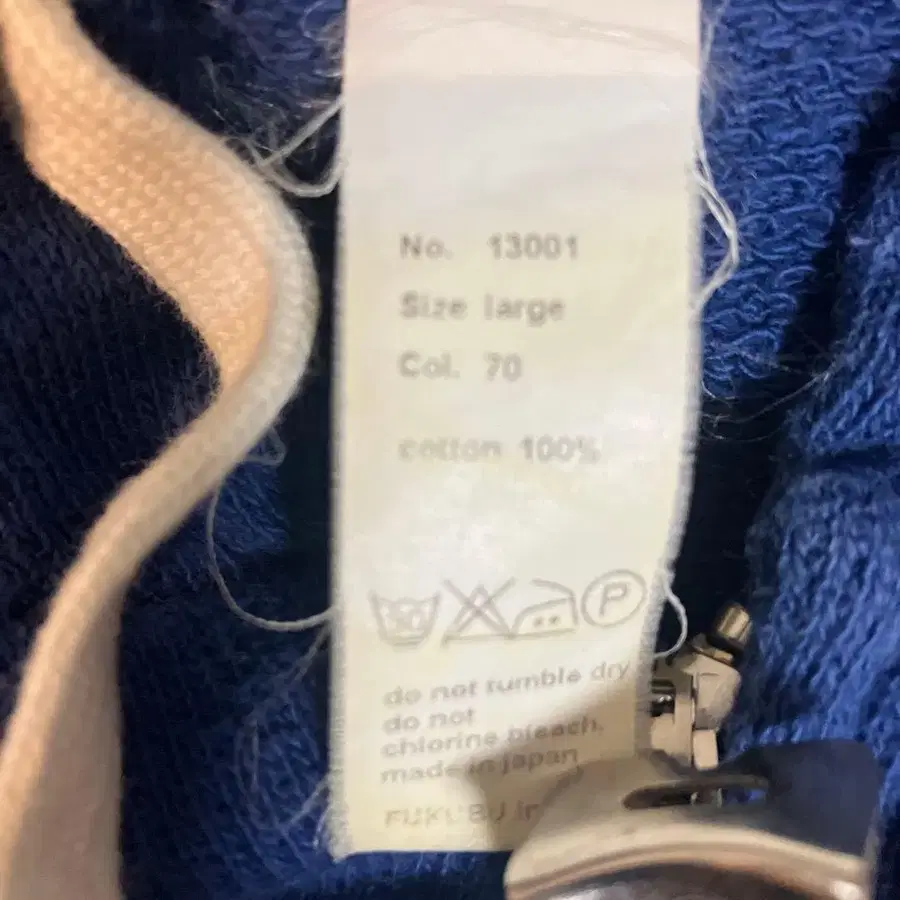 No. 13001
Size large
Col. 70
cotton 100%
P
do not tumble dry
do not
chlorine bleach.
made in japan
FUKUBU